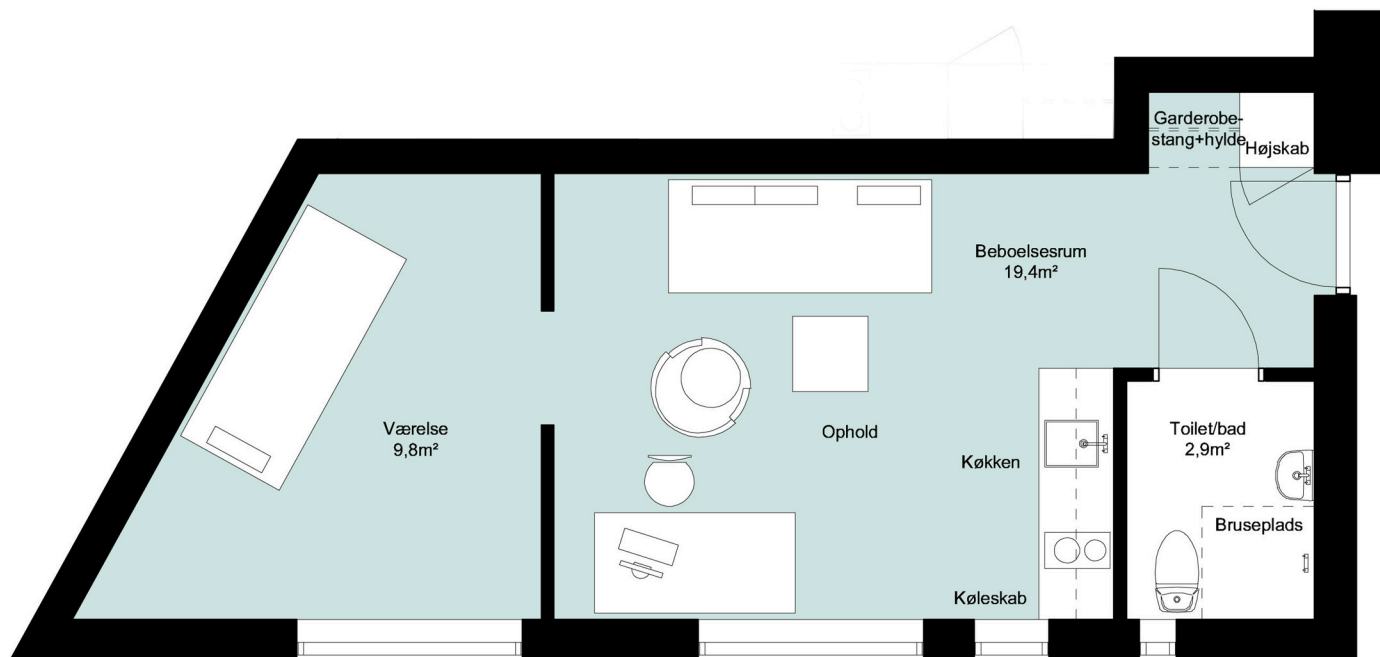 Garderobe-
stang+hylde
Højskab
Beboelsesrum
19,4m²
Værelse
9,8m²
Ophold
Køkken
Toilet/bad
2,9m²
Bruseplads
Køleskab